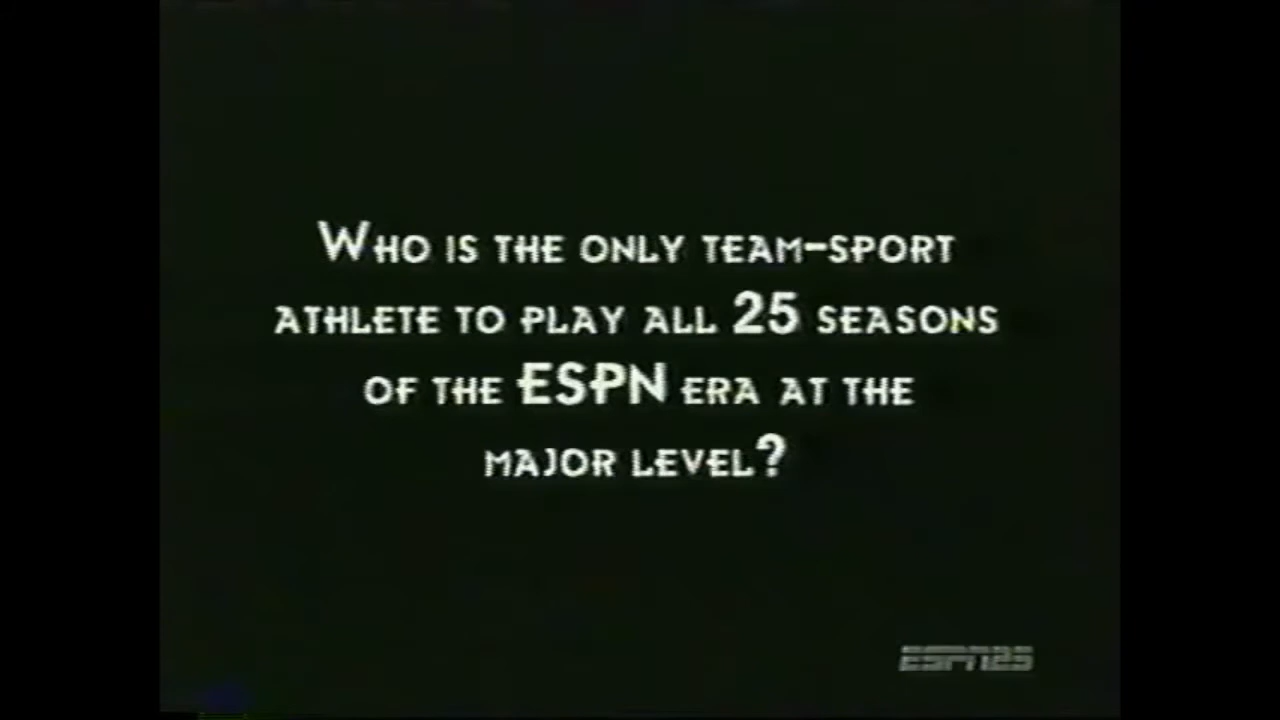 Who is the only team-sport
athlete to play all 25 seasons
of the ESPN era at the
major level?
ESPN25